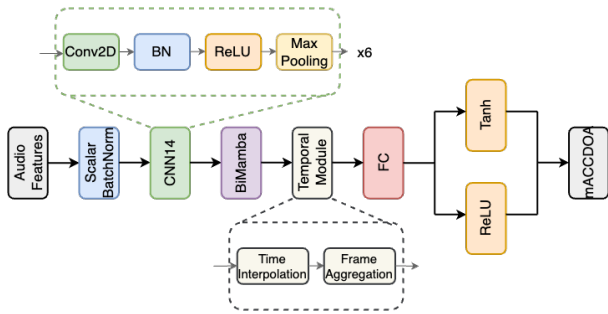 Conv2D
BN
ReLU
Max
Pooling
x6
Audio
Features
Scalar
BatchNorm
CNN14
BiMamba
Temporal
Module
FC
Tanh
ReLU
mACCDOA
Time
Interpolation
Frame
Aggregation